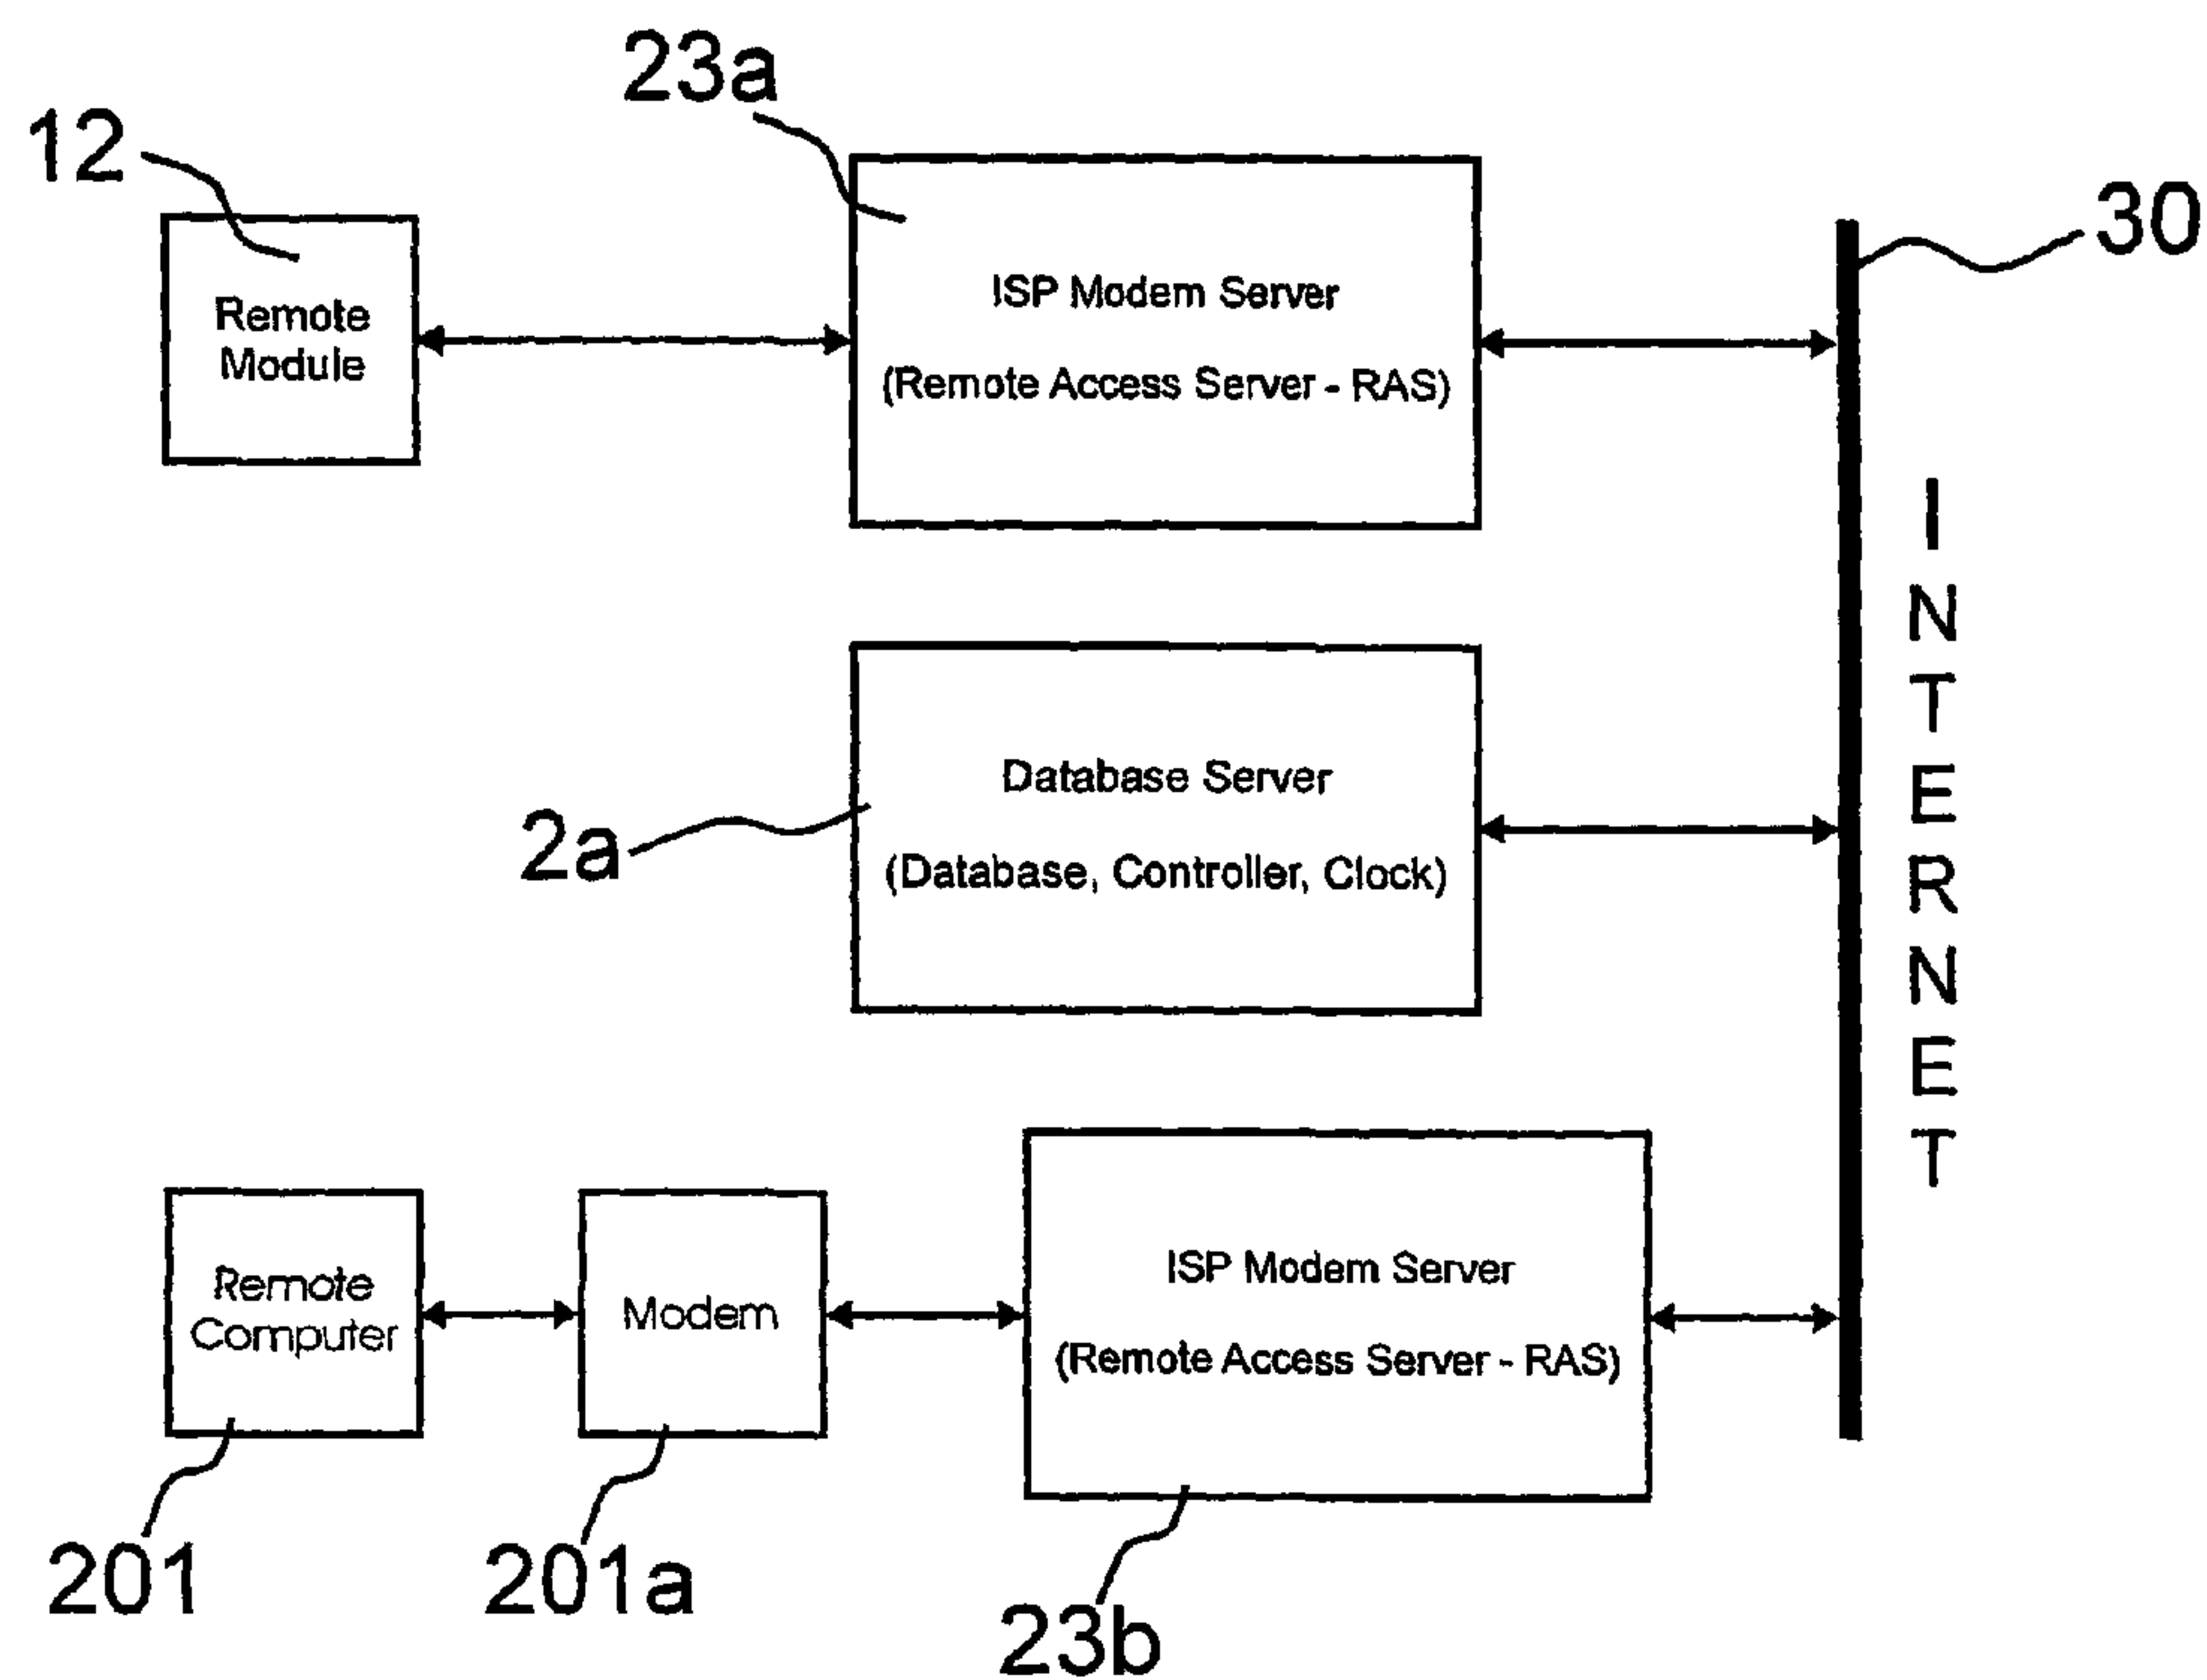 23a
12
30
Remote
Module
ISP Modem Server
(Remote Access Server - RAS)
INTERNET
Database Server
(Database, Controller, Clock)
2a
Remote
Computer
Modem
ISP Modem Server
(Remote Access Server - RAS)
201
201a
23b